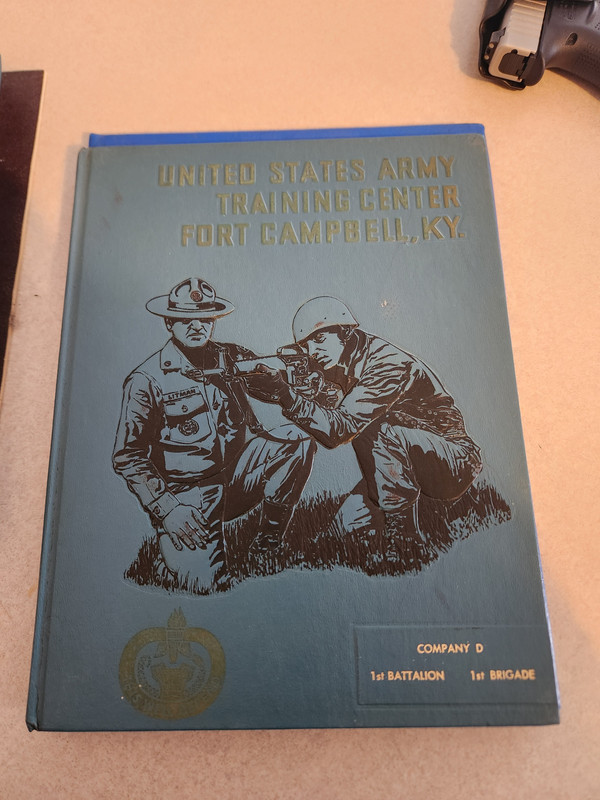 UNITED STATES ARMY
TRAINING CENTER
FORT CAMPBELL, KY.
COMPANY D
1st BATTALION 1st BRIGADE